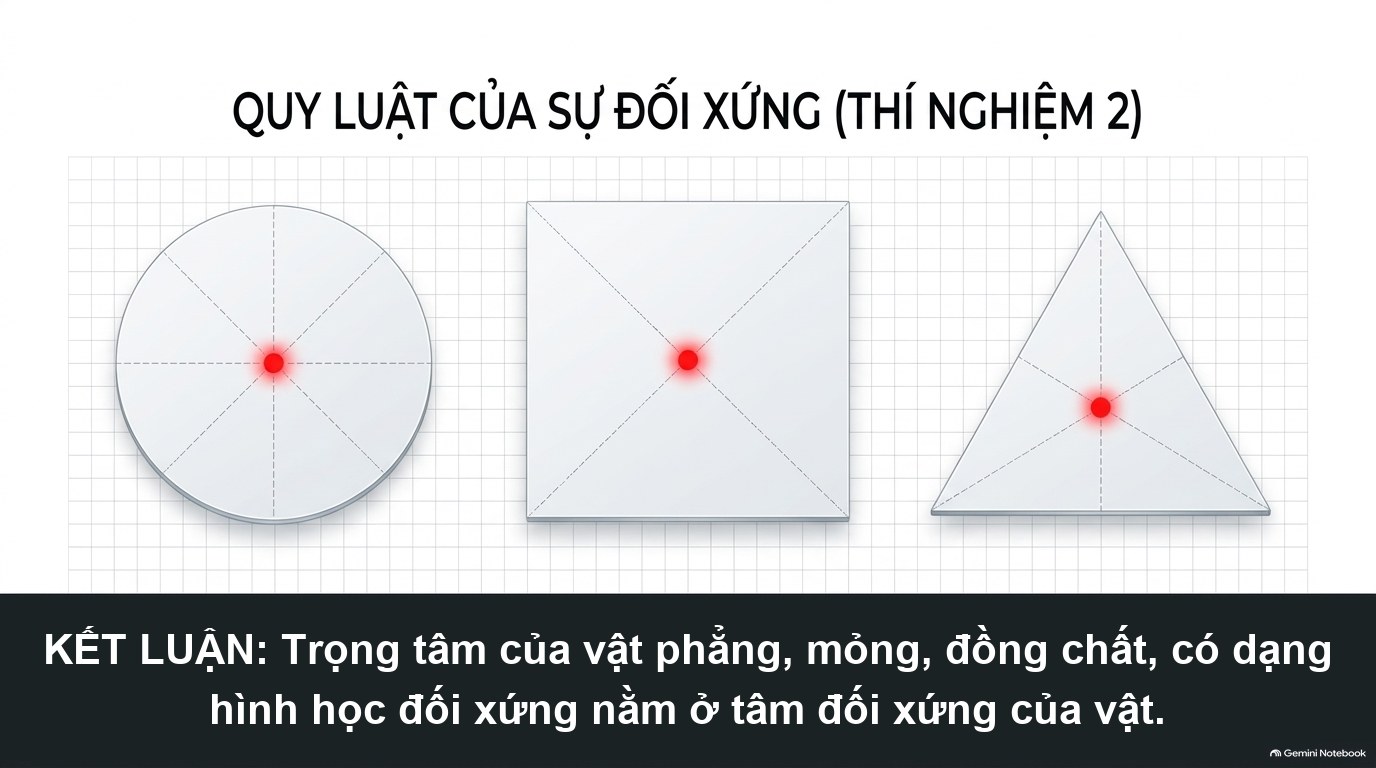 QUY LUẬT CỦA SỰ ĐỐI XỨNG (THÍ NGHIỆM 2)
KẾT LUẬN: Trọng tâm của vật phẳng, mỏng, đồng chất, có dạng
hình học đối xứng nằm ở tâm đối xứng của vật.
Gemini Notebook